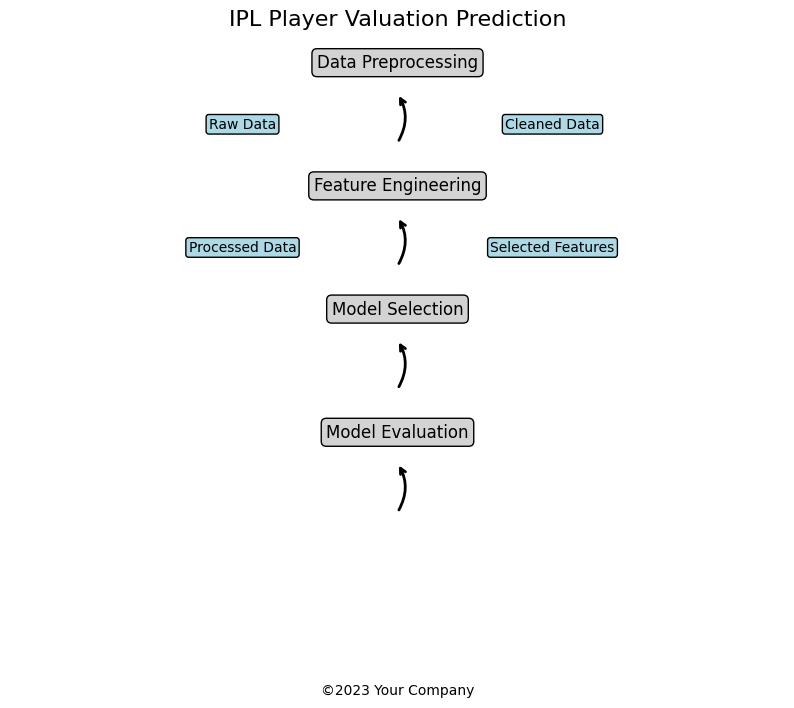 IPL Player Valuation Prediction
Data Preprocessing
Raw Data
Cleaned Data
Feature Engineering
Processed Data
Selected Features
Model Selection
Model Evaluation
©2023 Your Company